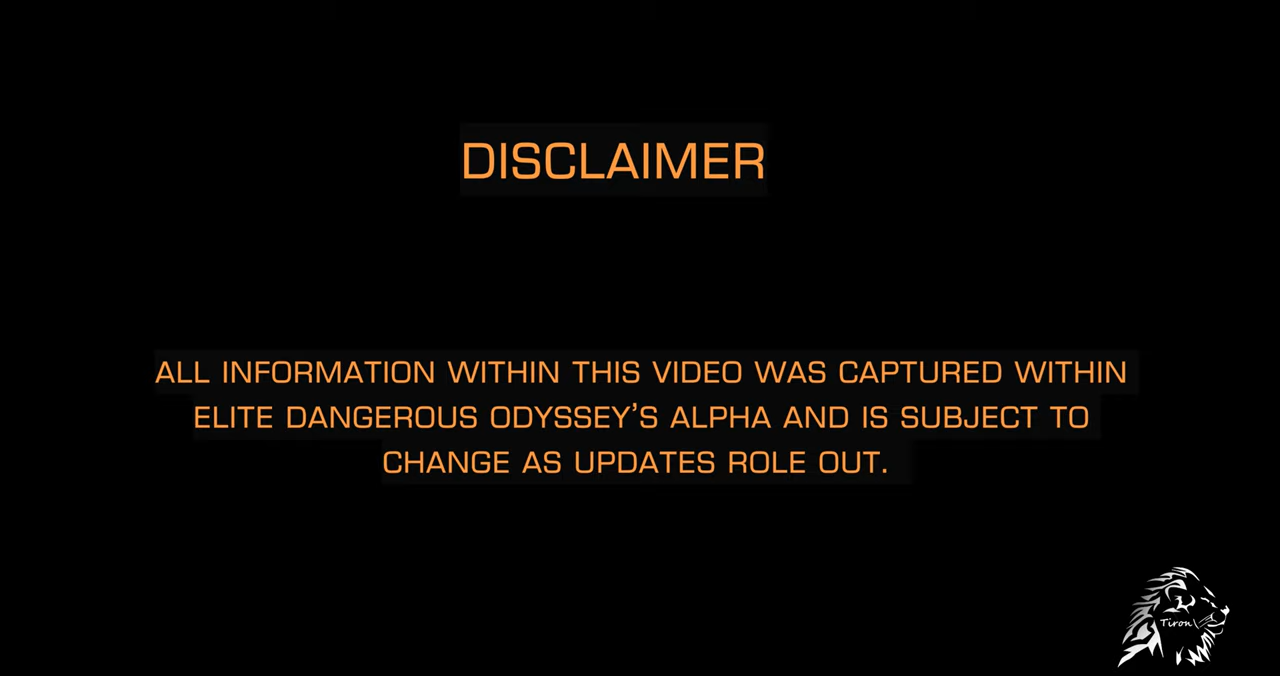 DISCLAIMER
ALL INFORMATION WITHIN THIS VIDEO WAS CAPTURED WITHIN
ELITE DANGEROUS ODYSSEY'S ALPHA AND IS SUBJECT TO
CHANGE AS UPDATES ROLE OUT.
Tiron